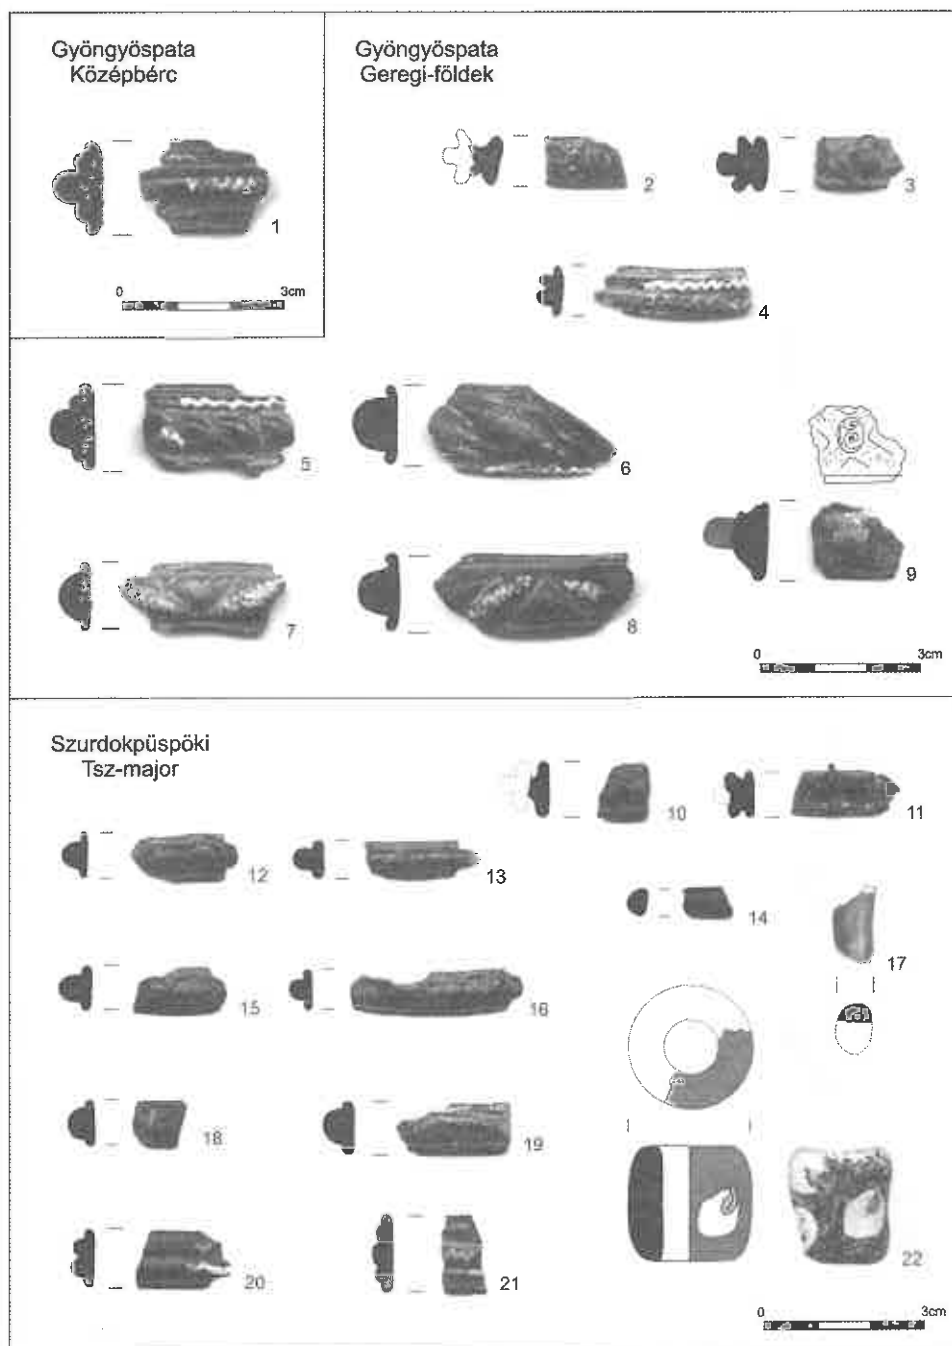 Gyöngyöspata
Középbérc
1
0 3cm
Gyöngyöspata
Geregi-földek
2
3
4
5
6
7
8
9
0 3cm
Szurdokpüspöki
Tsz-major
10
11
12
13
14
15
16
17
18
19
20
21
22
0 3cm